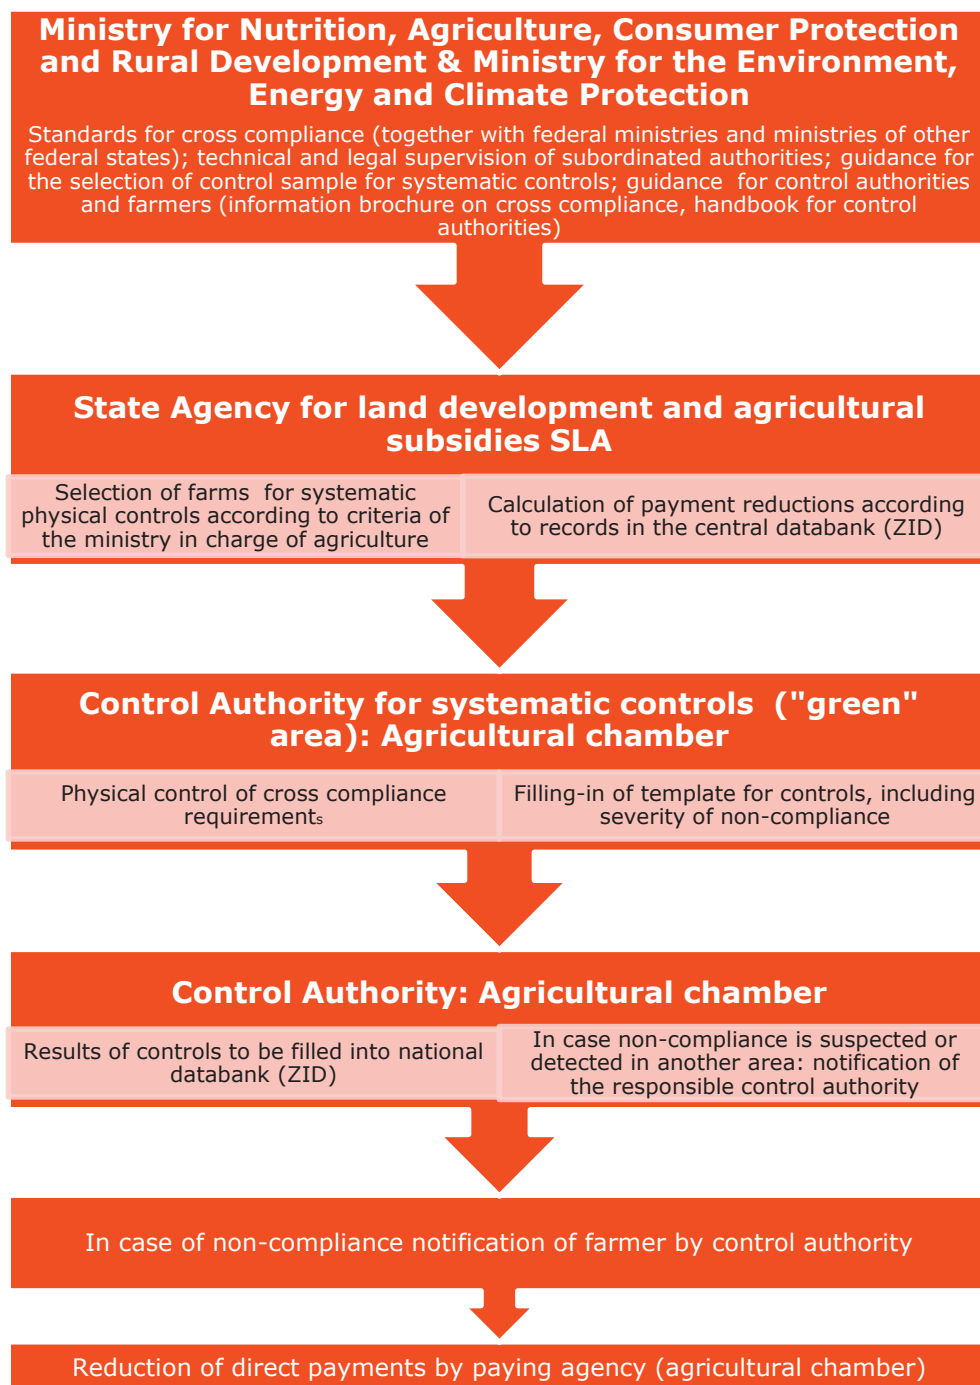 Ministry for Nutrition, Agriculture, Consumer Protection
and Rural Development & Ministry for the Environment,
Energy and Climate Protection
Standards for cross compliance (together with federal ministries and ministries of other
federal states); technical and legal supervision of subordinated authorities; guidance for
the selection of control sample for systematic controls; guidance  for control authorities
and farmers (information brochure on cross compliance, handbook for control
authorities)
State Agency for land development and agricultural
subsidies SLA
Selection of farms  for systematic
physical controls according to criteria of
the ministry in charge of agriculture
Calculation of payment reductions according
to records in the central databank (ZID)
Control Authority for systematic controls  ("green"
area): Agricultural chamber
Physical control of cross compliance
requirements
Filling-in of template for controls, including
severity of non-compliance
Control Authority: Agricultural chamber
Results of controls to be filled into national
databank (ZID)
In case non-compliance is suspected or
detected in another area: notification of
the responsible control authority
In case of non-compliance notification of farmer by control authority
Reduction of direct payments by paying agency (agricultural chamber)